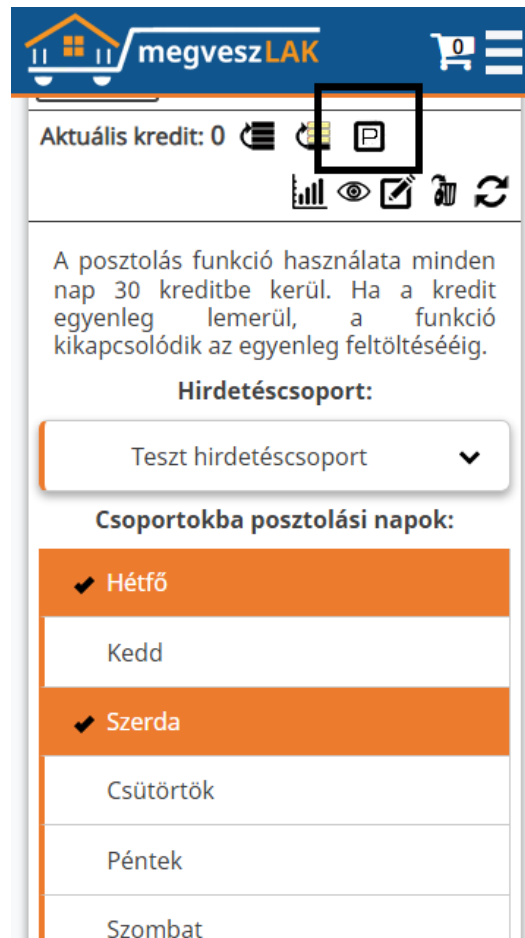 megveszLAK
0
Aktuális kredit: 0
P
A posztolás funkció használata minden
nap 30 kreditbe kerül. Ha a kredit
egyenleg lemerül, a funkció
kikapcsolódik az egyenleg feltöltésééig.
Hirdetéscsoport:
Teszt hirdetéscsoport
Csoportokba posztolási napok:
Hétfő
Kedd
Szerda
Csütörtök
Péntek
Szombat